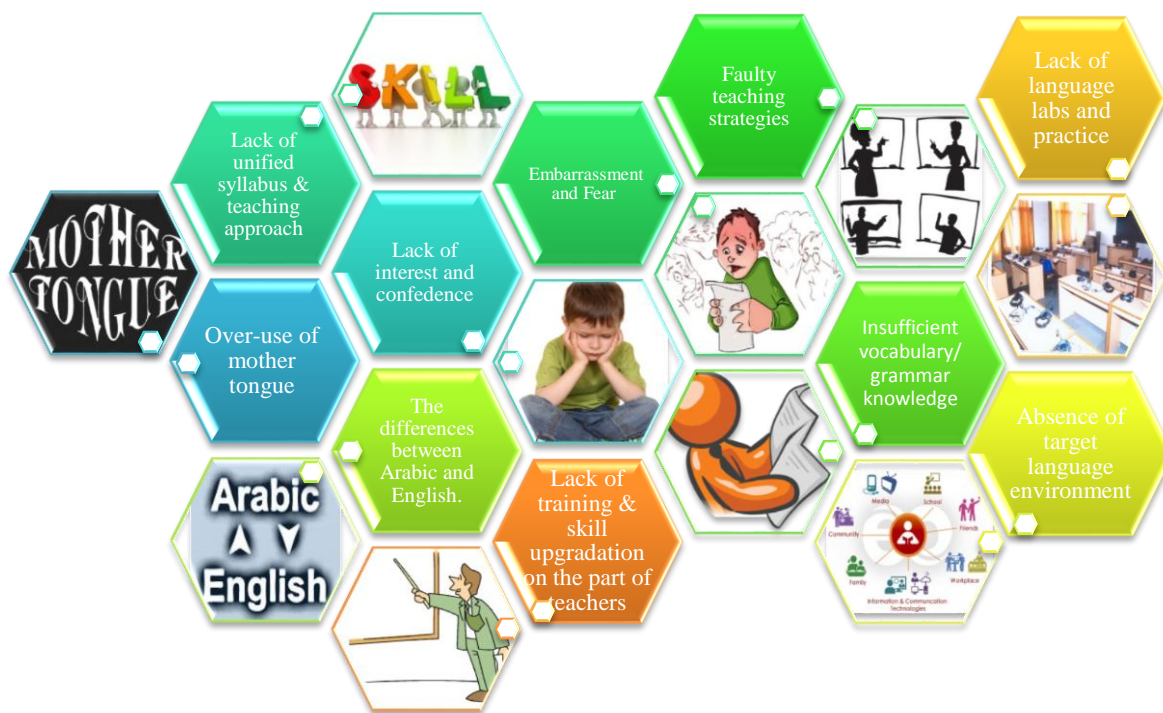 SKILL
Lack of
unified
syllabus &
teaching
approach
MOTHER
TONGUE
Over-use of
mother
tongue
Lack of
interest and
confedence
Embarrassment
and Fear
Faulty
teaching
strategies
Lack of
language
labs and
practice
The
differences
between
Arabic and
English.
Arabic
English
Lack of
training &
skill
upgradation
on the part of
teachers
Insufficient
vocabulary/
grammar
knowledge
Absence of
target
language
environment
Media
School
Community
Friends
Family
Workplace
Information & Communication
Technologies